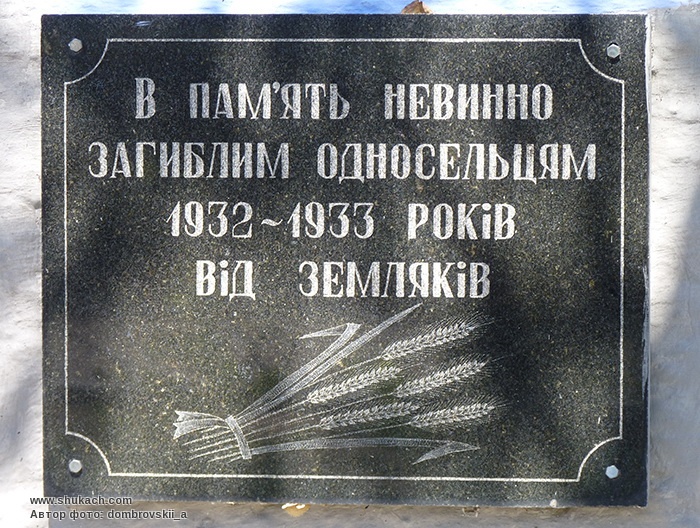 В ПАМ'ЯТЬ НЕВИННО
ЗАГИБЛИМ ОДНОСЕЛЬЦЯМ
1932~1933 РОКІВ
ВІД ЗЕМЛЯКІВ
www.shukach.com
Автор фото: dombrovskii_a